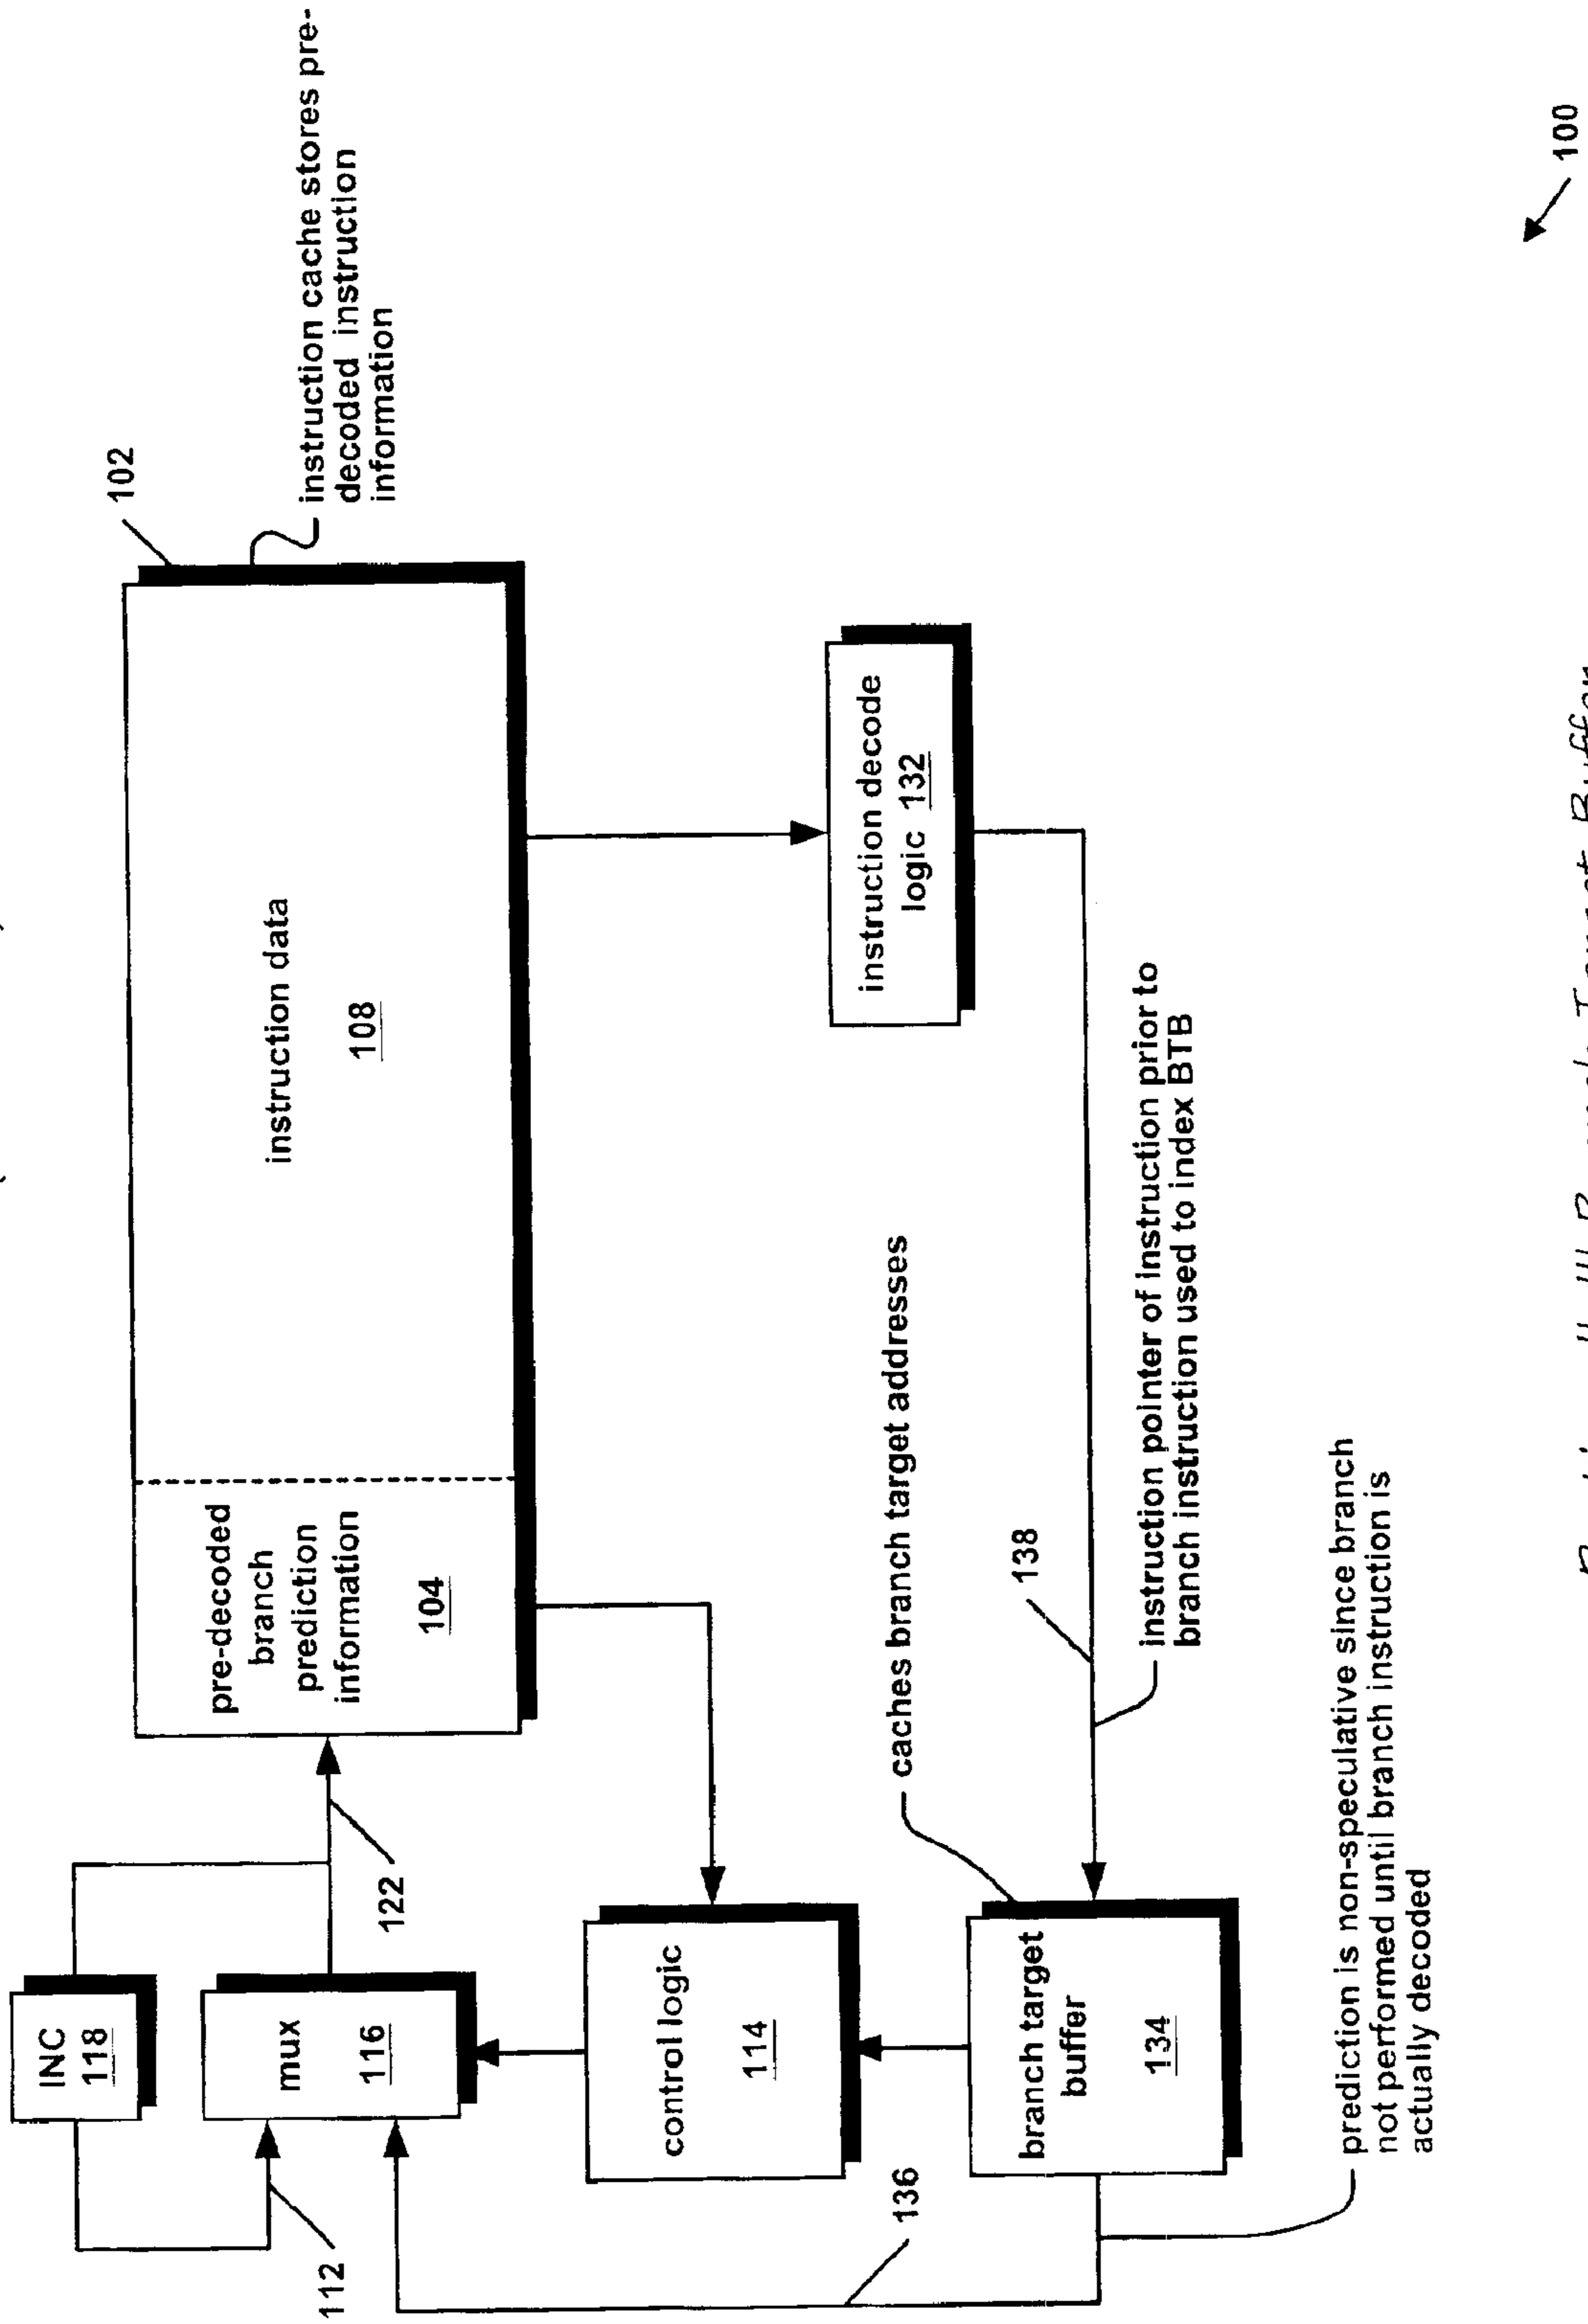 INC
118
112
mux
116
122
pre-decoded
branch
prediction
information
104
instruction data
108
102
instruction cache stores pre-
decoded instruction
information
control logic
114
instruction decode
logic 132
branch target
buffer
134
136
caches branch target addresses
138
instruction pointer of instruction prior to
branch instruction used to index BTB
prediction is non-speculative since branch
not performed until branch instruction is
actually decoded
100
Branch Target Buffer